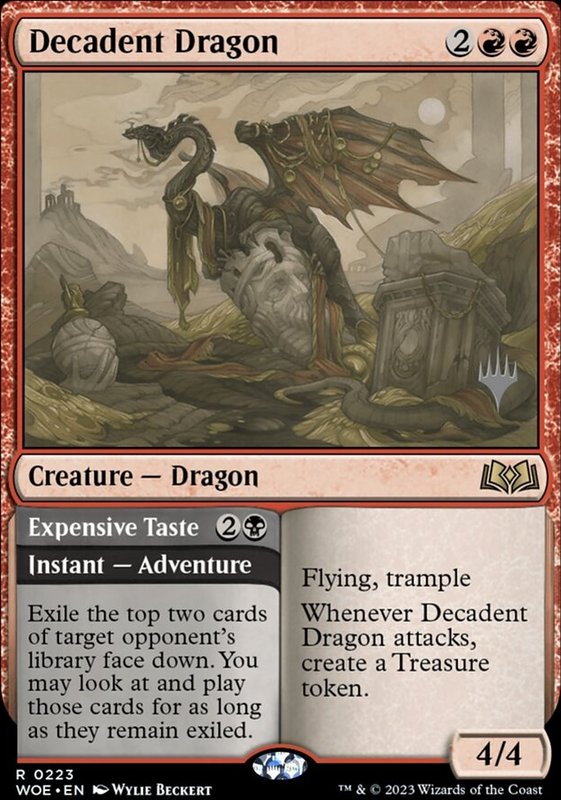 Decadent Dragon 2
Creature — Dragon
Expensive Taste 2
Instant — Adventure
Exile the top two cards
of target opponent's
library face down. You
may look at and play
those cards for as long
as they remain exiled.
Flying, trample
Whenever Decadent
Dragon attacks,
create a Treasure
token.
4/4
R 0223
WOE • EN Wylie Beckert
™ & © 2023 Wizards of the Coast